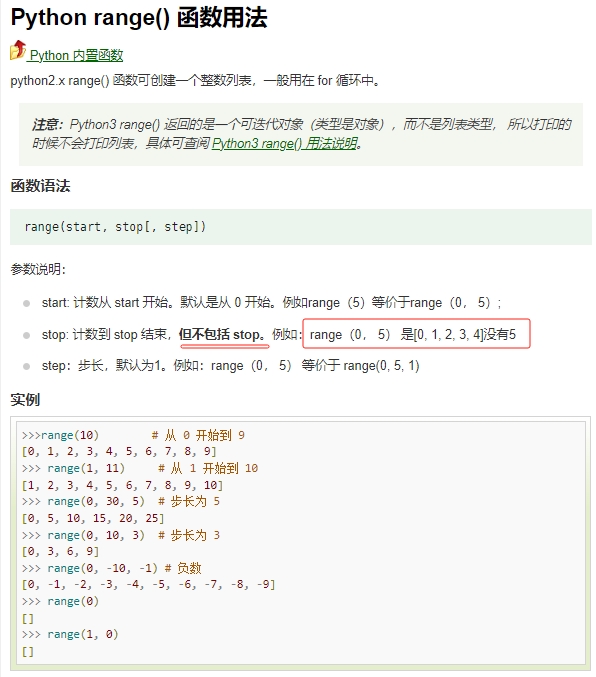 Python range() 函数用法
Python 内置函数
python2.x range() 函数可创建一个整数列表，一般用在 for 循环中。
注意：Python3 range() 返回的是一个可迭代对象（类型是对象），而不是列表类型， 所以打印的
时候不会打印列表，具体可查阅 Python3 range() 用法说明。
函数语法
range(start, stop[, step])
参数说明：
start: 计数从 start 开始。默认是从 0 开始。例如range（5）等价于range（0， 5）;
stop: 计数到 stop 结束，但不包括 stop。例如：range（0， 5） 是[0, 1, 2, 3, 4]没有5
step：步长，默认为1。例如：range（0， 5） 等价于 range(0, 5, 1)
实例
>>>range(10)        # 从 0 开始到 9
[0, 1, 2, 3, 4, 5, 6, 7, 8, 9]
>>> range(1, 11)     # 从 1 开始到 10
[1, 2, 3, 4, 5, 6, 7, 8, 9, 10]
>>> range(0, 30, 5)  # 步长为 5
[0, 5, 10, 15, 20, 25]
>>> range(0, 10, 3)  # 步长为 3
[0, 3, 6, 9]
>>> range(0, -10, -1) # 负数
[0, -1, -2, -3, -4, -5, -6, -7, -8, -9]
>>> range(0)
[]
>>> range(1, 0)
[]